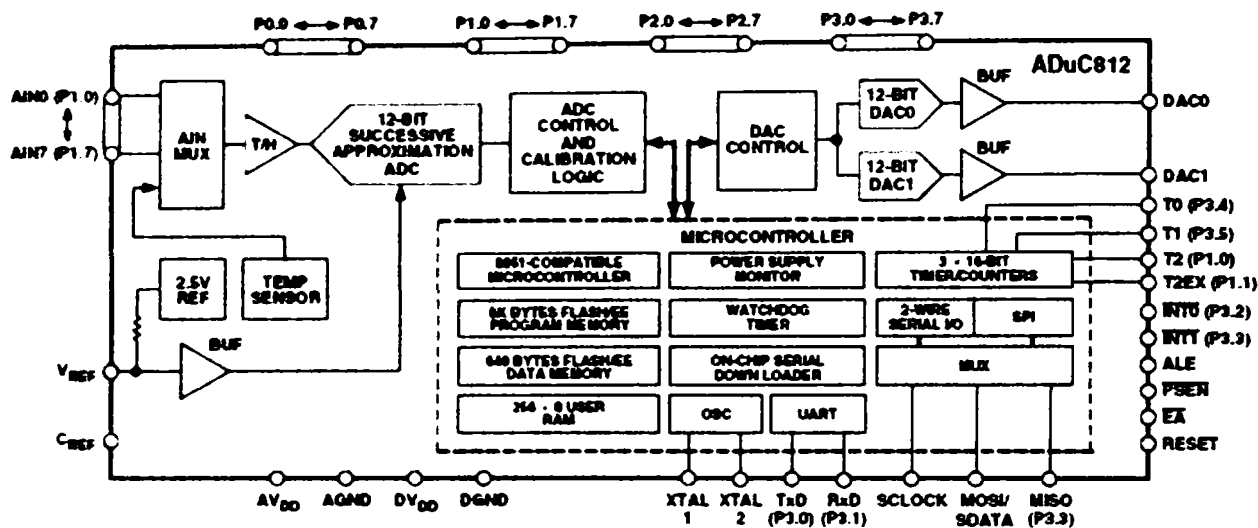 P0.0 P0.7
P1.0 P1.7
P2.0 P2.7
P3.0 P3.7
ADuC812
AIN0 (P1.0)
AIN7 (P1.7)
AIN
MUX
T/H
12-BIT
SUCCESSIVE
APPROXIMATION
ADC
ADC
CONTROL
AND
CALIBRATION
LOGIC
DAC
CONTROL
12-BIT
DAC0
BUF
12-BIT
DAC1
BUF
DAC0
DAC1
T0 (P3.4)
T1 (P3.5)
T2 (P1.0)
T2EX (P1.1)
INT0 (P3.2)
INT1 (P3.3)
ALE
PSEN
EA
RESET
2.5V
REF
TEMP
SENSOR
BUF
VREF
CREF
MICROCONTROLLER
8051-COMPATIBLE
MICROCONTROLLER
POWER SUPPLY
MONITOR
3 - 16-BIT
TIMER/COUNTERS
8K BYTES FLASH/EE
PROGRAM MEMORY
WATCHDOG
TIMER
2-WIRE
SERIAL I/O
SPI
640 BYTES FLASH/EE
DATA MEMORY
ON-CHIP SERIAL
DOWN LOADER
MUX
USER
RAM
OSC
UART
AVDD
AGND
DVDD
DGND
XTAL
1
XTAL
2
TxD
(P3.0)
RxD
(P3.1)
SCLOCK
MOSI/
SDATA
MISO
(P3.3)